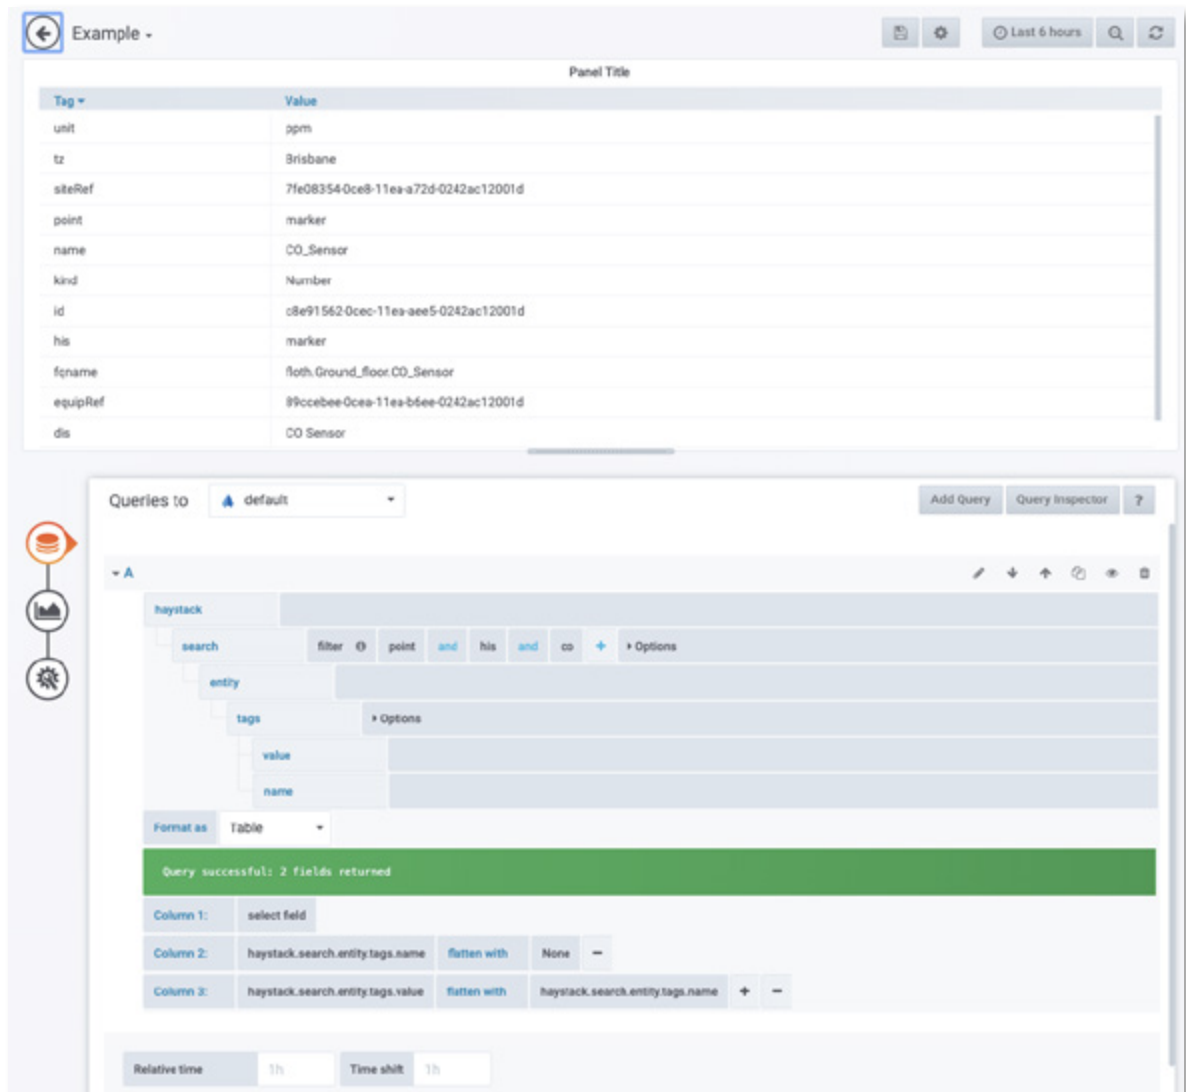 Example
Last 6 hours
Panel Title
Tag Value
unit ppm
tz Brisbane
siteRef 7fe08354-0ce8-11ea-a72d-0242ac12001d
point marker
name CO_Sensor
kind Number
id c8e91562-0cec-11ea-aee5-0242ac12001d
his marker
fqname floth.Ground_floor.CO_Sensor
equipRef 89ccebee-0cea-11ea-b6ee-0242ac12001d
dis CO Sensor
Queries to default Add Query Query Inspector ?
A
haystack
search filter point and his and co + Options
entity
tags Options
value
name
Format as Table
Query successful: 2 fields returned
Column 1: select field
Column 2: haystack.search.entity.tags.name flatten with None −
Column 3: haystack.search.entity.tags.value flatten with haystack.search.entity.tags.name + −
Relative time 1h Time shift 1h